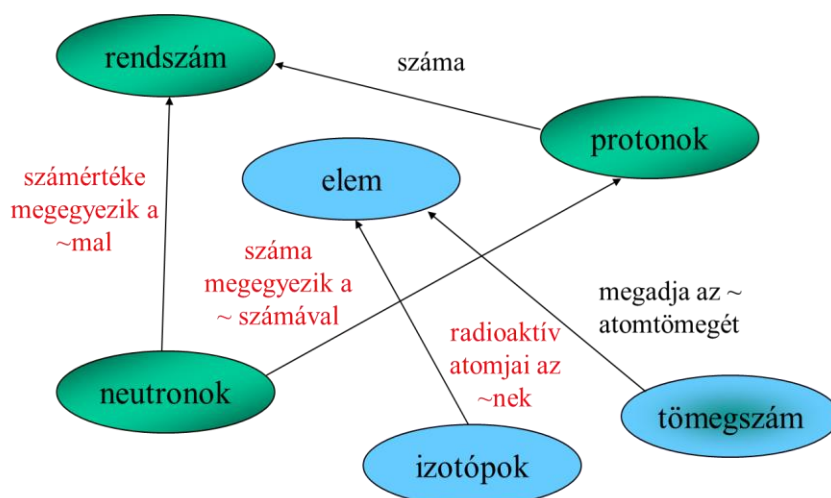 rendszám
száma
protonok
elem
számértéke
megegyezik a
~mal
száma
megegyezik a
~ számával
megadja az ~
atomtömegét
radioaktív
atomjai az
~nek
neutronok
tömegszám
izotópok